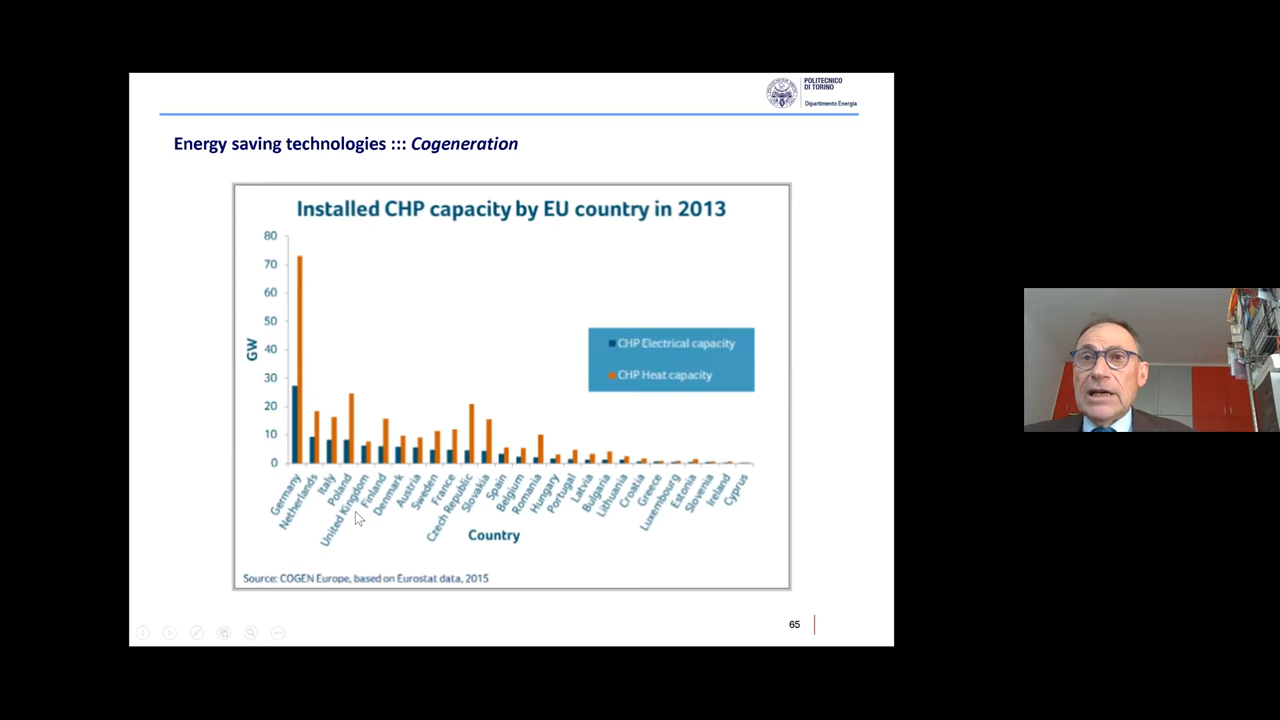 POLITECNICO
DI TORINO
Dipartimento Energia
Energy saving technologies ::: Cogeneration
Installed CHP capacity by EU country in 2013
80
70
60
50
40
30
20
10
0
GW
CHP Electrical capacity
CHP Heat capacity
Germany
Netherlands
Italy
Poland
United Kingdom
Finland
Denmark
Austria
Sweden
France
Czech Republic
Slovakia
Spain
Belgium
Romania
Hungary
Portugal
Latvia
Bulgaria
Lithuania
Croatia
Greece
Luxembourg
Estonia
Slovenia
Ireland
Cyprus
Country
Source: COGEN Europe, based on Eurostat data, 2015
65